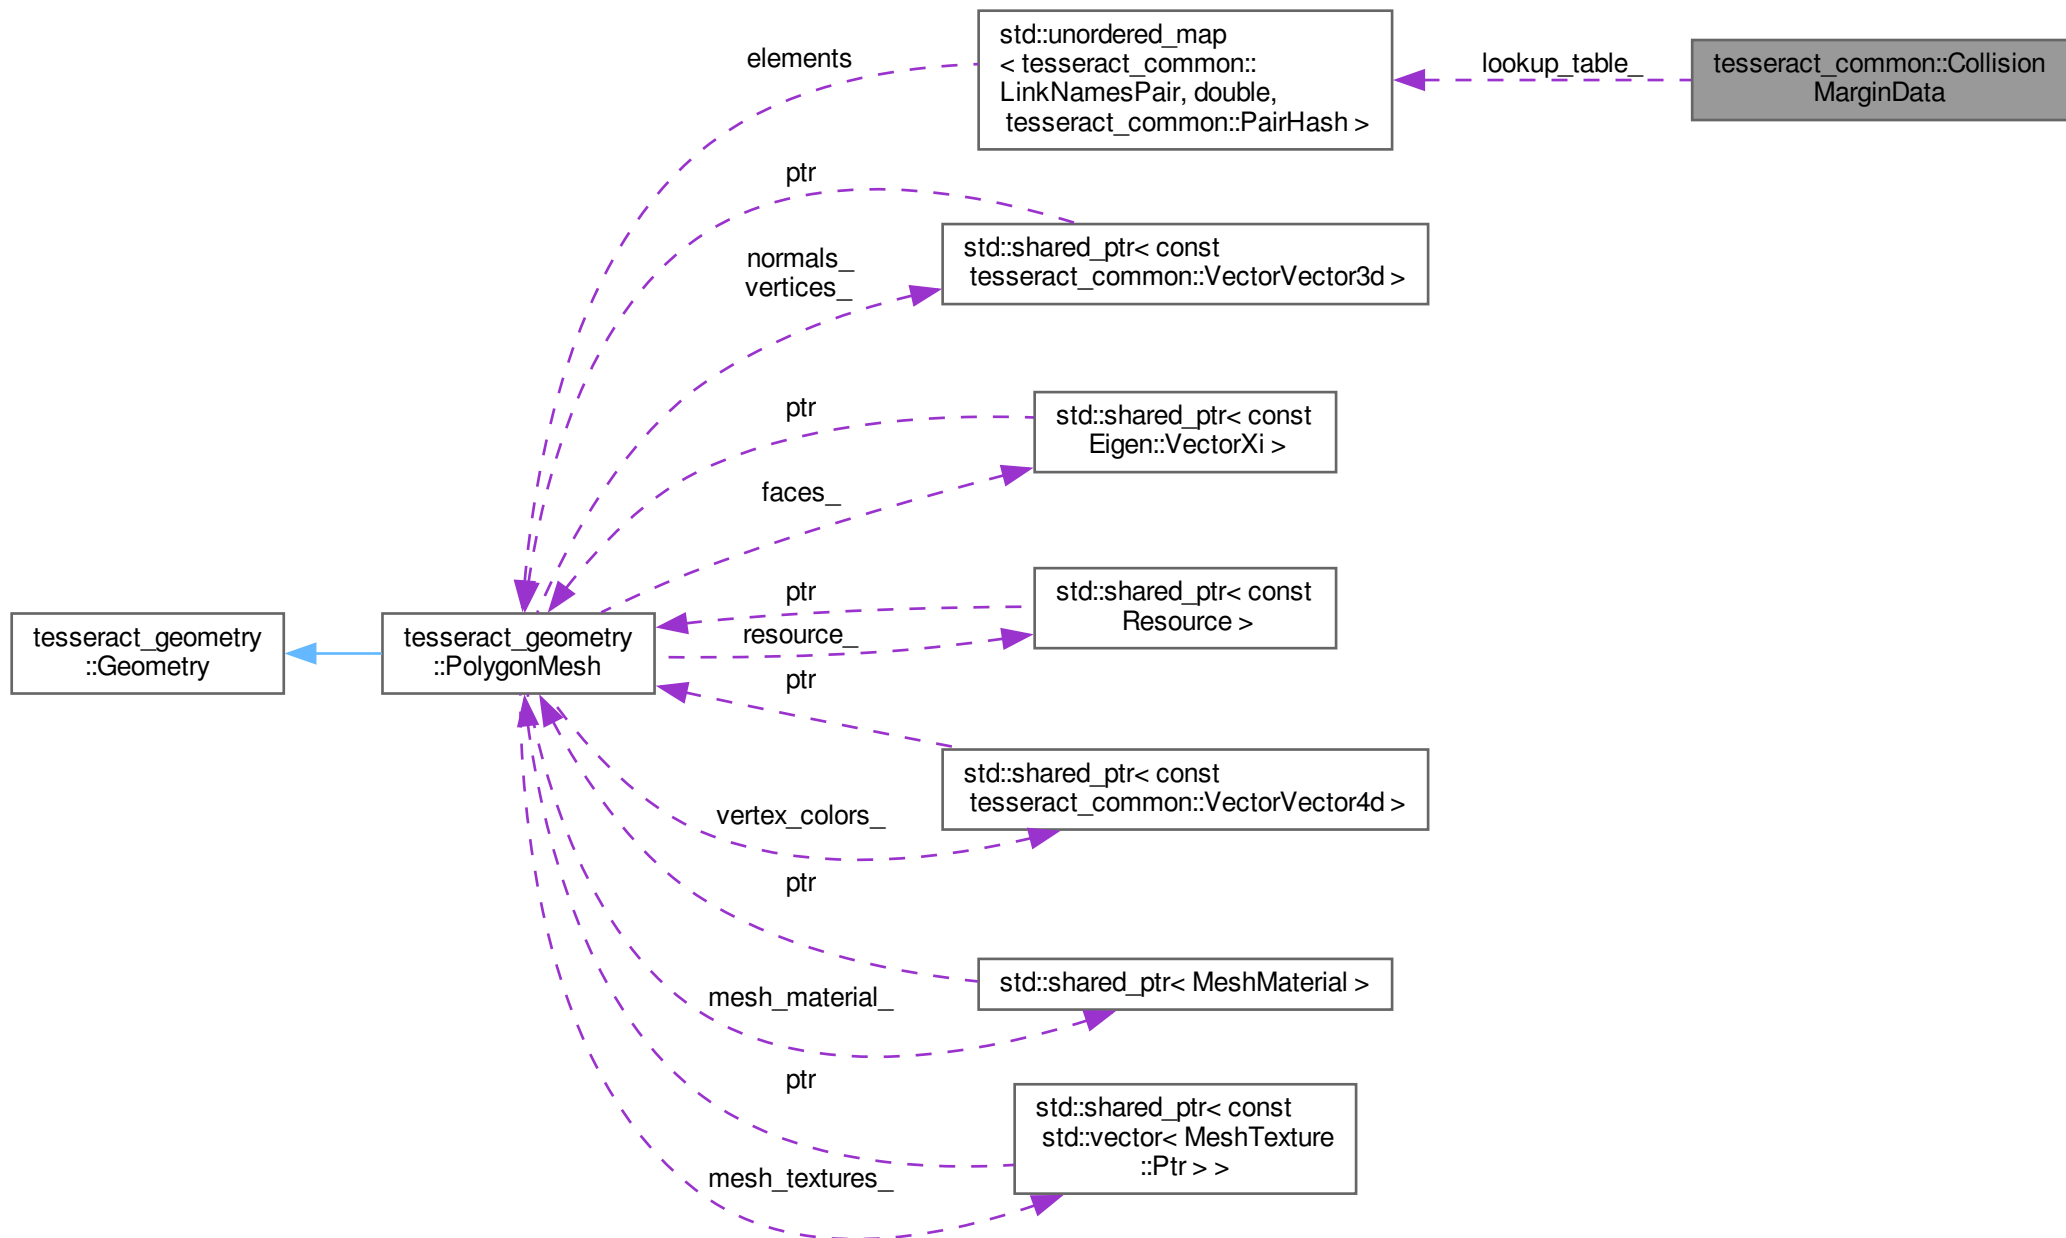 elements
std::unordered_map
< tesseract_common::
LinkNamesPair, double,
tesseract_common::PairHash >
lookup_table_
tesseract_common::Collision
MarginData
ptr
normals_
vertices_
std::shared_ptr< const
tesseract_common::VectorVector3d >
ptr
std::shared_ptr< const
Eigen::VectorXi >
faces_
ptr
std::shared_ptr< const
Resource >
resource_
tesseract_geometry
::Geometry
tesseract_geometry
::PolygonMesh
ptr
std::shared_ptr< const
tesseract_common::VectorVector4d >
vertex_colors_
ptr
std::shared_ptr< MeshMaterial >
mesh_material_
ptr
std::shared_ptr< const
std::vector< MeshTexture
::Ptr > >
mesh_textures_